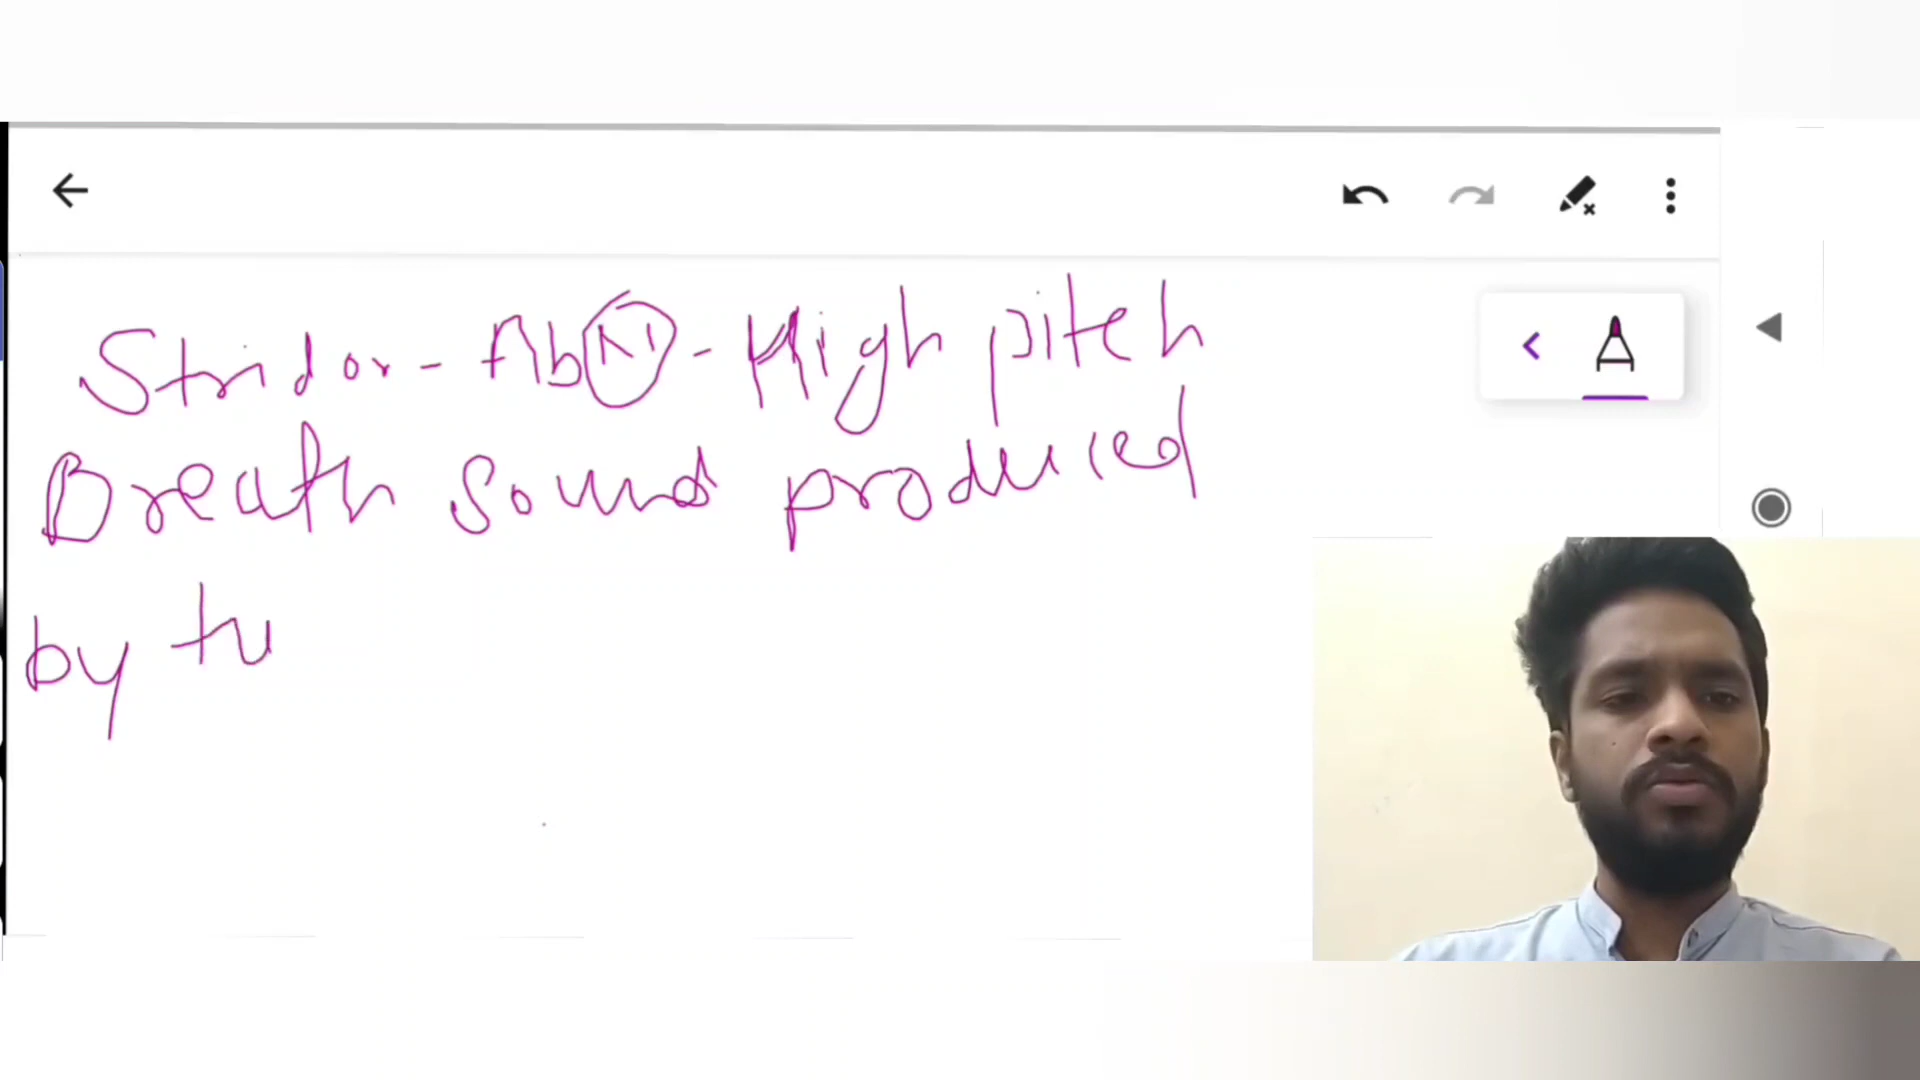 Stridor - Ab(N) - High pitch
Breath sound produced
by tu